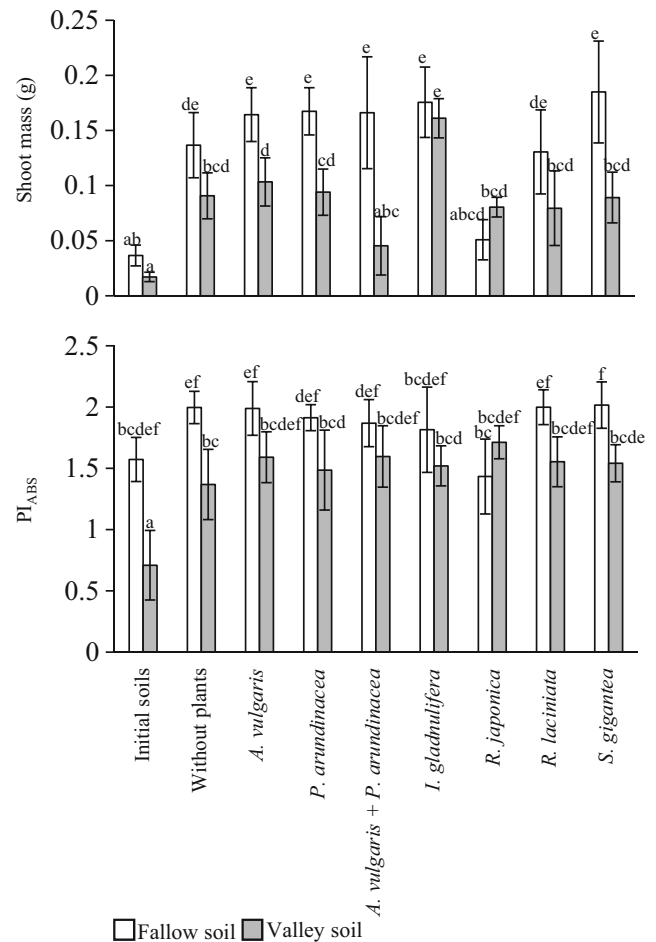 Shoot mass (g)
0.25
0.2
0.15
0.1
0.05
0
ab
a
de
bcd
e
d
e
cd
e
abc
e
e
abcd
bcd
de
bcd
e
bcd
PI_ABS
2.5
2
1.5
1
0.5
0
bcdef
a
ef
bc
ef
bcdef
def
bcd
def
bcdef
bcdef
bcd
bc
bcdef
ef
bcdef
f
bcde
Initial soils
Without plants
A. vulgaris
P. arundinacea
A. vulgaris + P. arundinacea
I. gladnulifera
R. japonica
R. laciniata
S. gigantea
Fallow soil
Valley soil